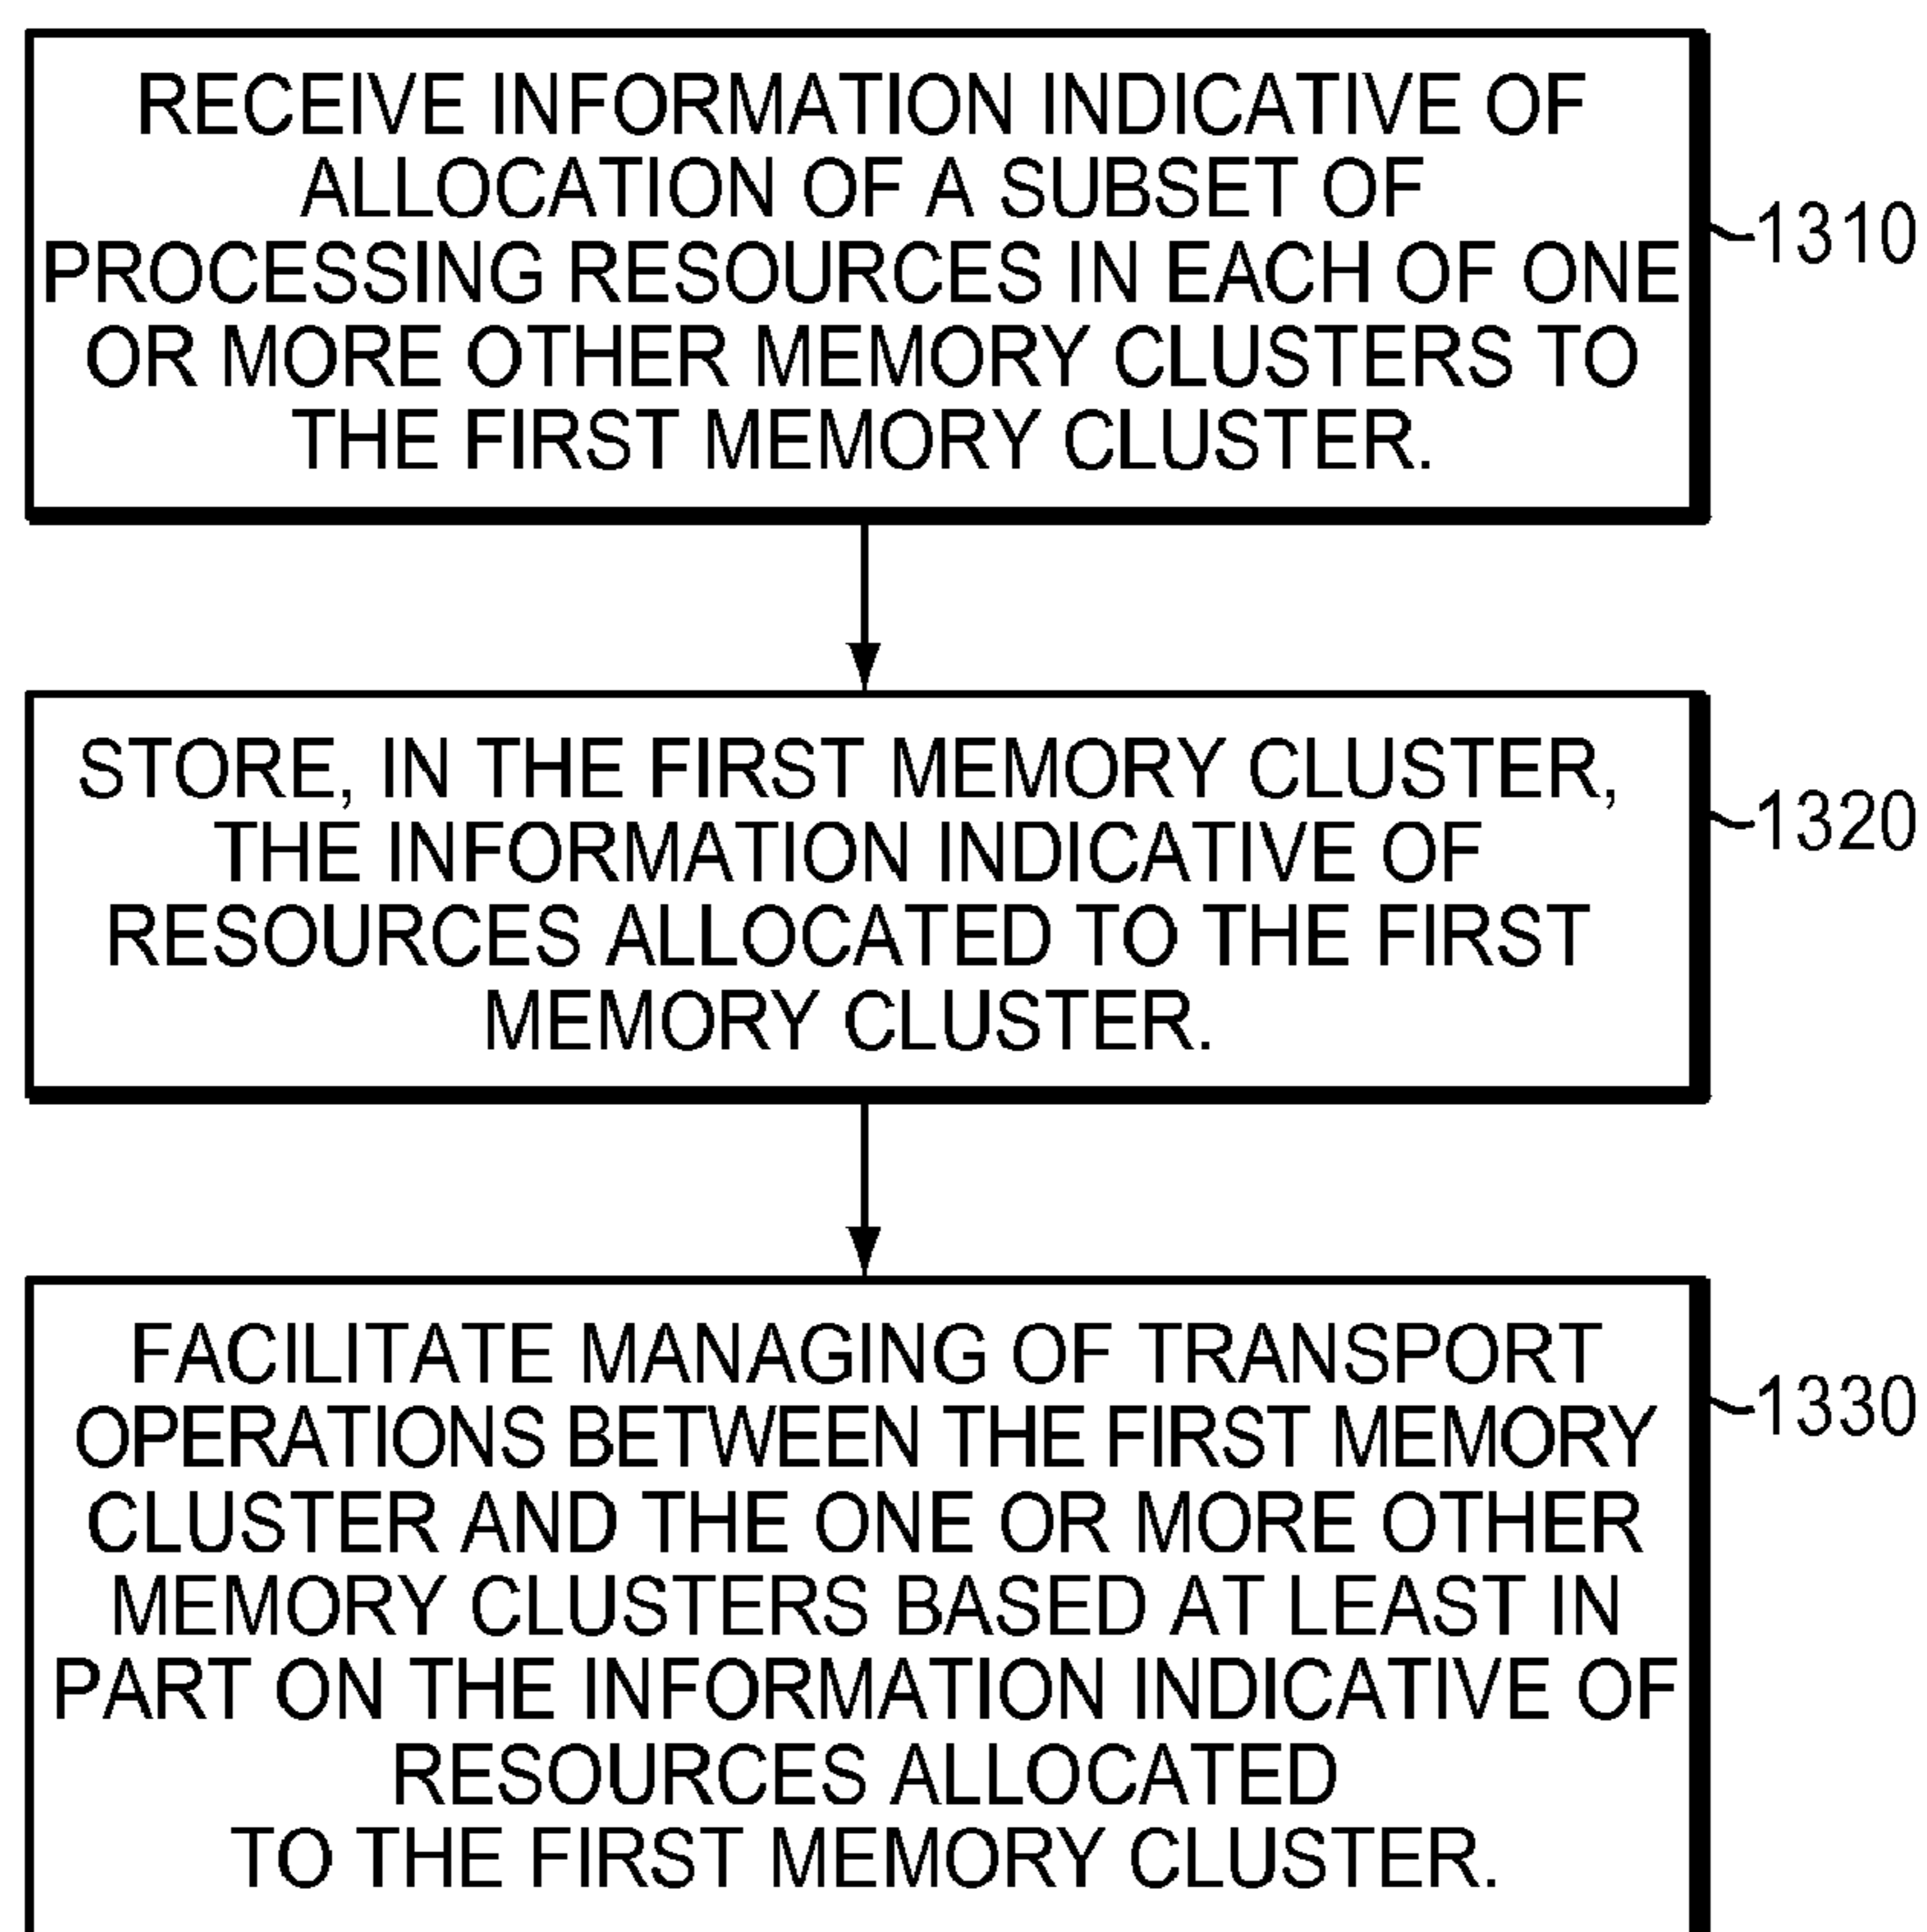 RECEIVE INFORMATION INDICATIVE OF
ALLOCATION OF A SUBSET OF
PROCESSING RESOURCES IN EACH OF ONE
OR MORE OTHER MEMORY CLUSTERS TO
THE FIRST MEMORY CLUSTER.
1310
STORE, IN THE FIRST MEMORY CLUSTER,
THE INFORMATION INDICATIVE OF
RESOURCES ALLOCATED TO THE FIRST
MEMORY CLUSTER.
1320
FACILITATE MANAGING OF TRANSPORT
OPERATIONS BETWEEN THE FIRST MEMORY
CLUSTER AND THE ONE OR MORE OTHER
MEMORY CLUSTERS BASED AT LEAST IN
PART ON THE INFORMATION INDICATIVE OF
RESOURCES ALLOCATED
TO THE FIRST MEMORY CLUSTER.
1330